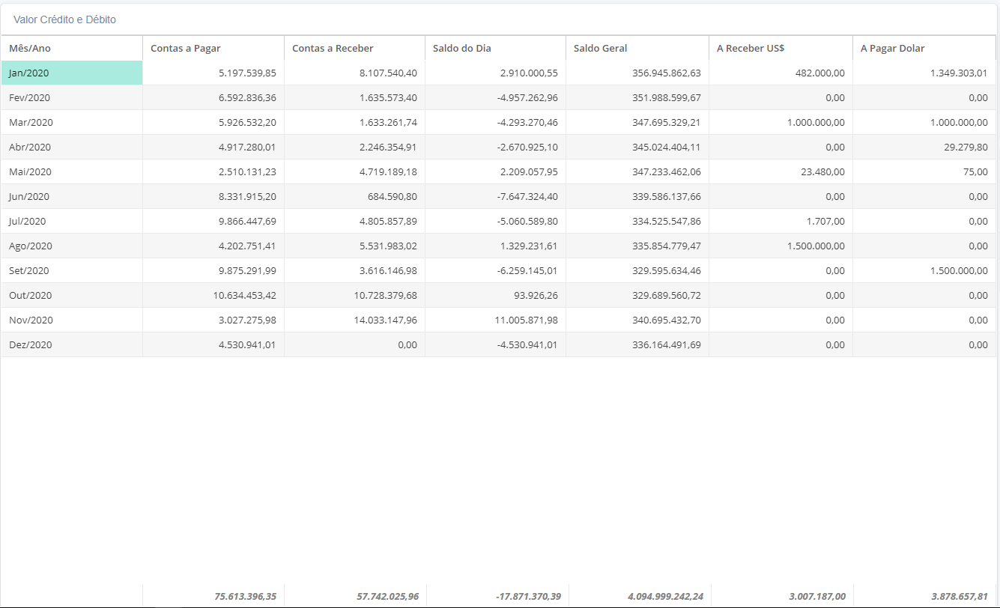 Valor Crédito e Débito
Mês/Ano Contas a Pagar Contas a Receber Saldo do Dia Saldo Geral A Receber US$ A Pagar Dolar
Jan/2020 5.197.539,85 8.107.540,40 2.910.000,55 356.945.862,63 482.000,00 1.349.303,01
Fev/2020 6.592.836,36 1.635.573,40 -4.957.262,96 351.988.599,67 0,00 0,00
Mar/2020 5.926.532,20 1.633.261,74 -4.293.270,46 347.695.329,21 1.000.000,00 1.000.000,00
Abr/2020 4.917.280,01 2.246.354,91 -2.670.925,10 345.024.404,11 0,00 29.279,80
Mai/2020 2.510.131,23 4.719.189,18 2.209.057,95 347.233.462,06 23.480,00 75,00
Jun/2020 8.331.915,20 684.590,80 -7.647.324,40 339.586.137,66 0,00 0,00
Jul/2020 9.866.447,69 4.805.857,89 -5.060.589,80 334.525.547,86 1.707,00 0,00
Ago/2020 4.202.751,41 5.531.983,02 1.329.231,61 335.854.779,47 1.500.000,00 0,00
Set/2020 9.875.291,99 3.616.146,98 -6.259.145,01 329.595.634,46 0,00 1.500.000,00
Out/2020 10.634.453,42 10.728.379,68 93.926,26 329.689.560,72 0,00 0,00
Nov/2020 3.027.275,98 14.033.147,96 11.005.871,98 340.695.432,70 0,00 0,00
Dez/2020 4.530.941,01 0,00 -4.530.941,01 336.164.491,69 0,00 0,00
75.613.396,35 57.742.025,96 -17.871.370,39 4.094.999.242,24 3.007.187,00 3.878.657,81